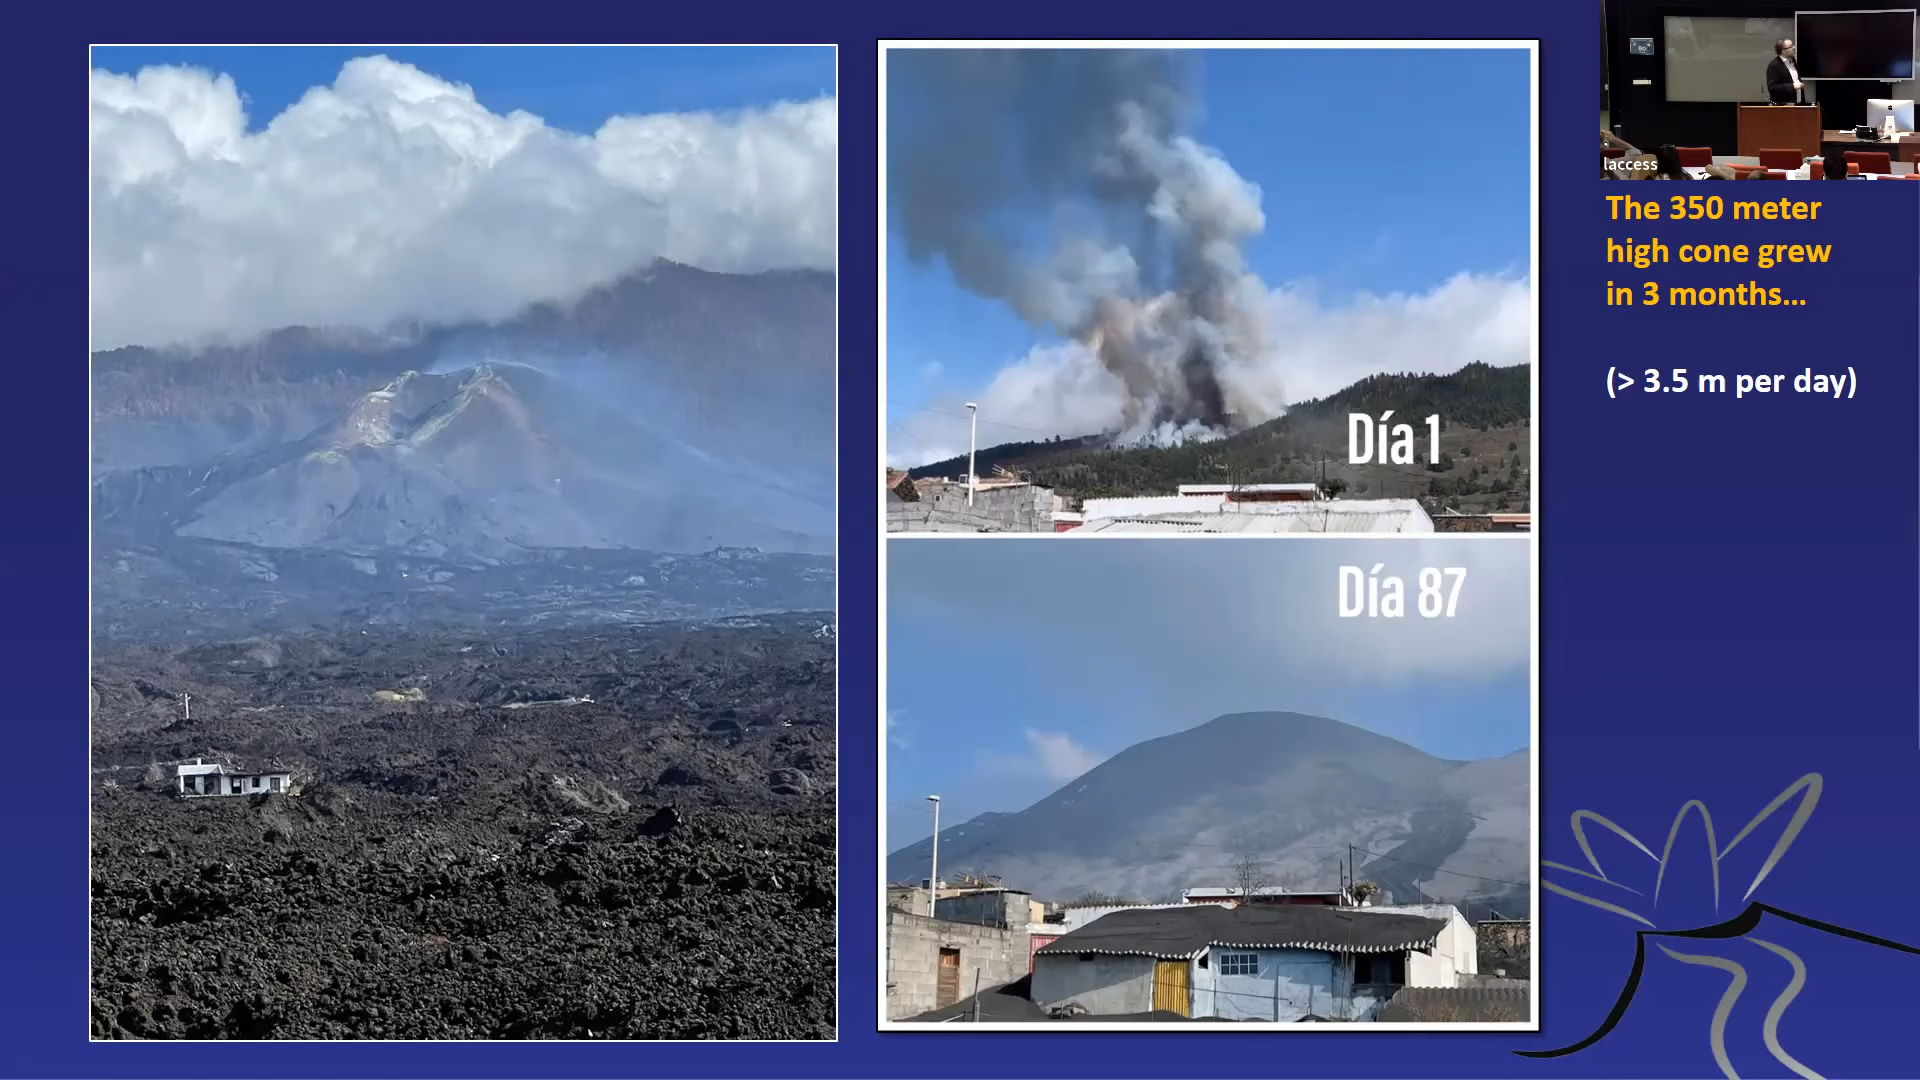 laccess
The 350 meter
high cone grew
in 3 months...
(> 3.5 m per day)
Día 1
Día 87